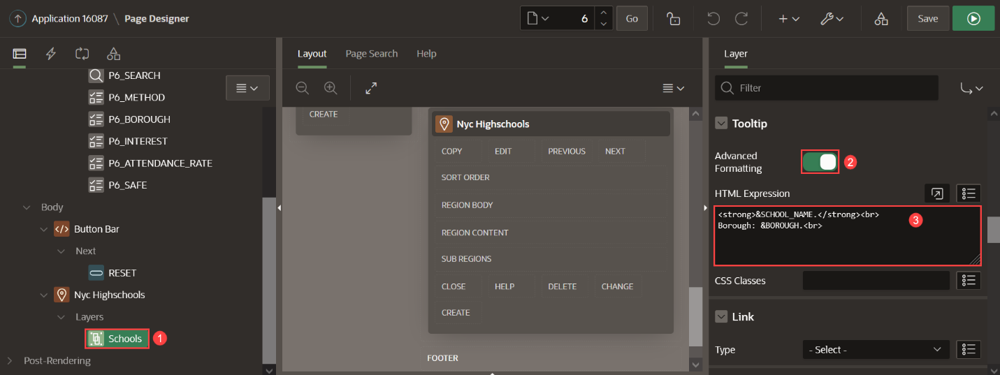 Application 16087 \ Page Designer
6
Go
Save
Layout
Page Search
Help
Layer
P6_SEARCH
P6_METHOD
P6_BOROUGH
P6_INTEREST
P6_ATTENDANCE_RATE
P6_SAFE
Body
Button Bar
Next
RESET
Nyc Highschools
Layers
Schools
1
Post-Rendering
CREATE
Nyc Highschools
COPY EDIT PREVIOUS NEXT
SORT ORDER
REGION BODY
REGION CONTENT
SUB REGIONS
CLOSE HELP DELETE CHANGE
CREATE
FOOTER
Filter
Tooltip
Advanced
Formatting
2
HTML Expression
<strong>&SCHOOL_NAME.</strong><br>
Borough: &BOROUGH.<br>
3
CSS Classes
Link
Type
- Select -